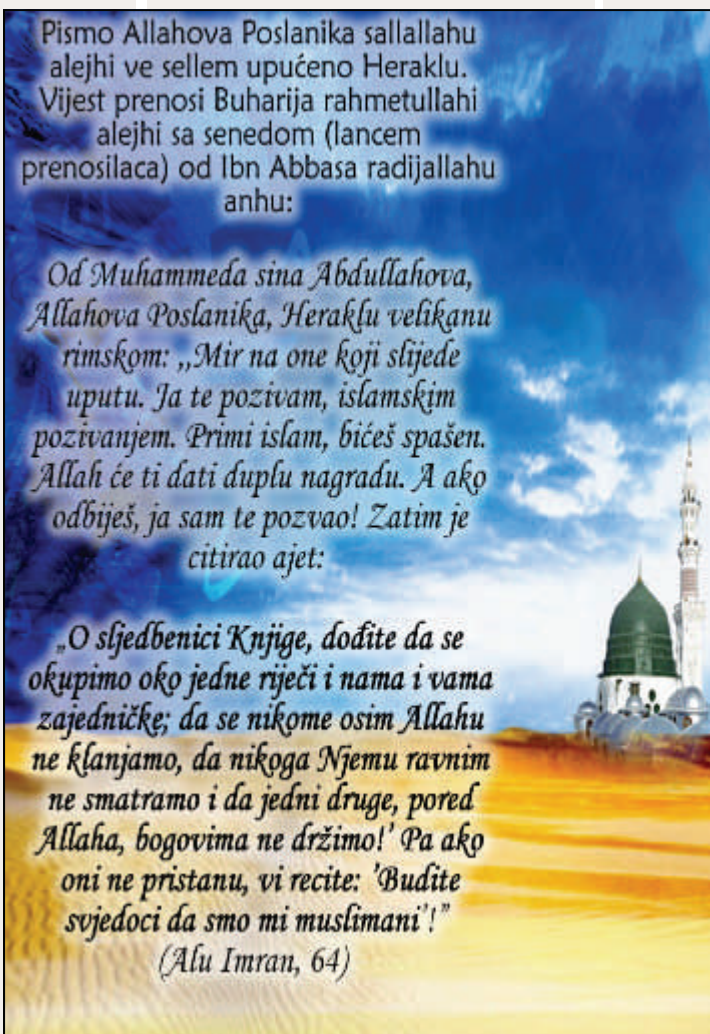 Pismo Allahova Poslanika sallallahu
alejhi ve sellem upućeno Heraklu.
Vijest prenosi Buharija rahmetullahi
alejhi sa senedom (lancem
prenosilaca) od Ibn Abbasa radijallahu
anhu:
Od Muhammeda sina Abdullahova,
Allahova Poslanika, Heraklu velikanu
rimskom: ,,Mir na one koji slijede
uputu. Ja te pozivam, islamskim
pozivanjem. Primi islam, bićeš spašen.
Allah će ti dati duplu nagradu. A ako
odbiješ, ja sam te pozvao! Zatim je
citirao ajet:
„O sljedbenici Knjige, dođite da se
okupimo oko jedne riječi i nama i vama
zajedničke; da se nikome osim Allahu
ne klanjamo, da nikoga Njemu ravnim
ne smatramo i da jedni druge, pored
Allaha, bogovima ne držimo!' Pa ako
oni ne pristanu, vi recite: 'Budite
svjedoci da smo mi muslimani'!”
(Alu Imran, 64)